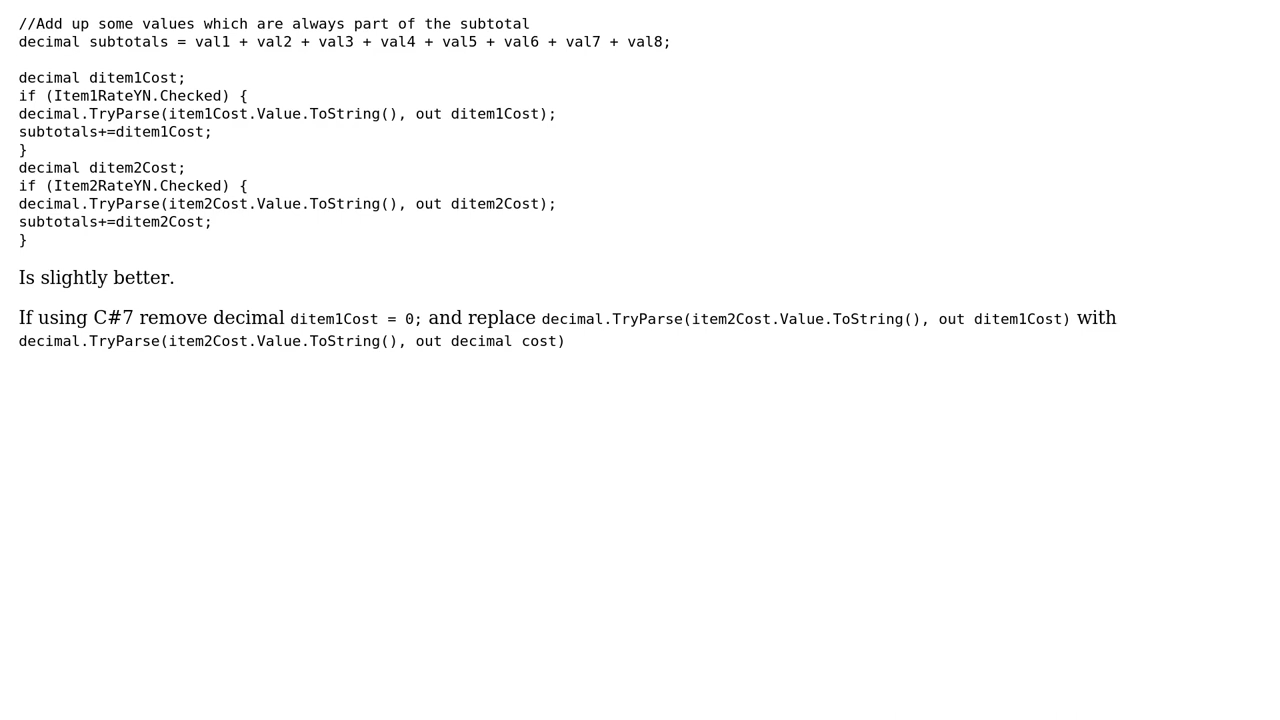 //Add up some values which are always part of the subtotal
decimal subtotals = val1 + val2 + val3 + val4 + val5 + val6 + val7 + val8;
decimal ditem1Cost;
if (Item1RateYN.Checked) {
decimal.TryParse(item1Cost.Value.ToString(), out ditem1Cost);
subtotals+=ditem1Cost;
}
decimal ditem2Cost;
if (Item2RateYN.Checked) {
decimal.TryParse(item2Cost.Value.ToString(), out ditem2Cost);
subtotals+=ditem2Cost;
}
Is slightly better.
If using C#7 remove decimal ditem1Cost = 0; and replace decimal.TryParse(item2Cost.Value.ToString(), out ditem1Cost) with
decimal.TryParse(item2Cost.Value.ToString(), out decimal cost)